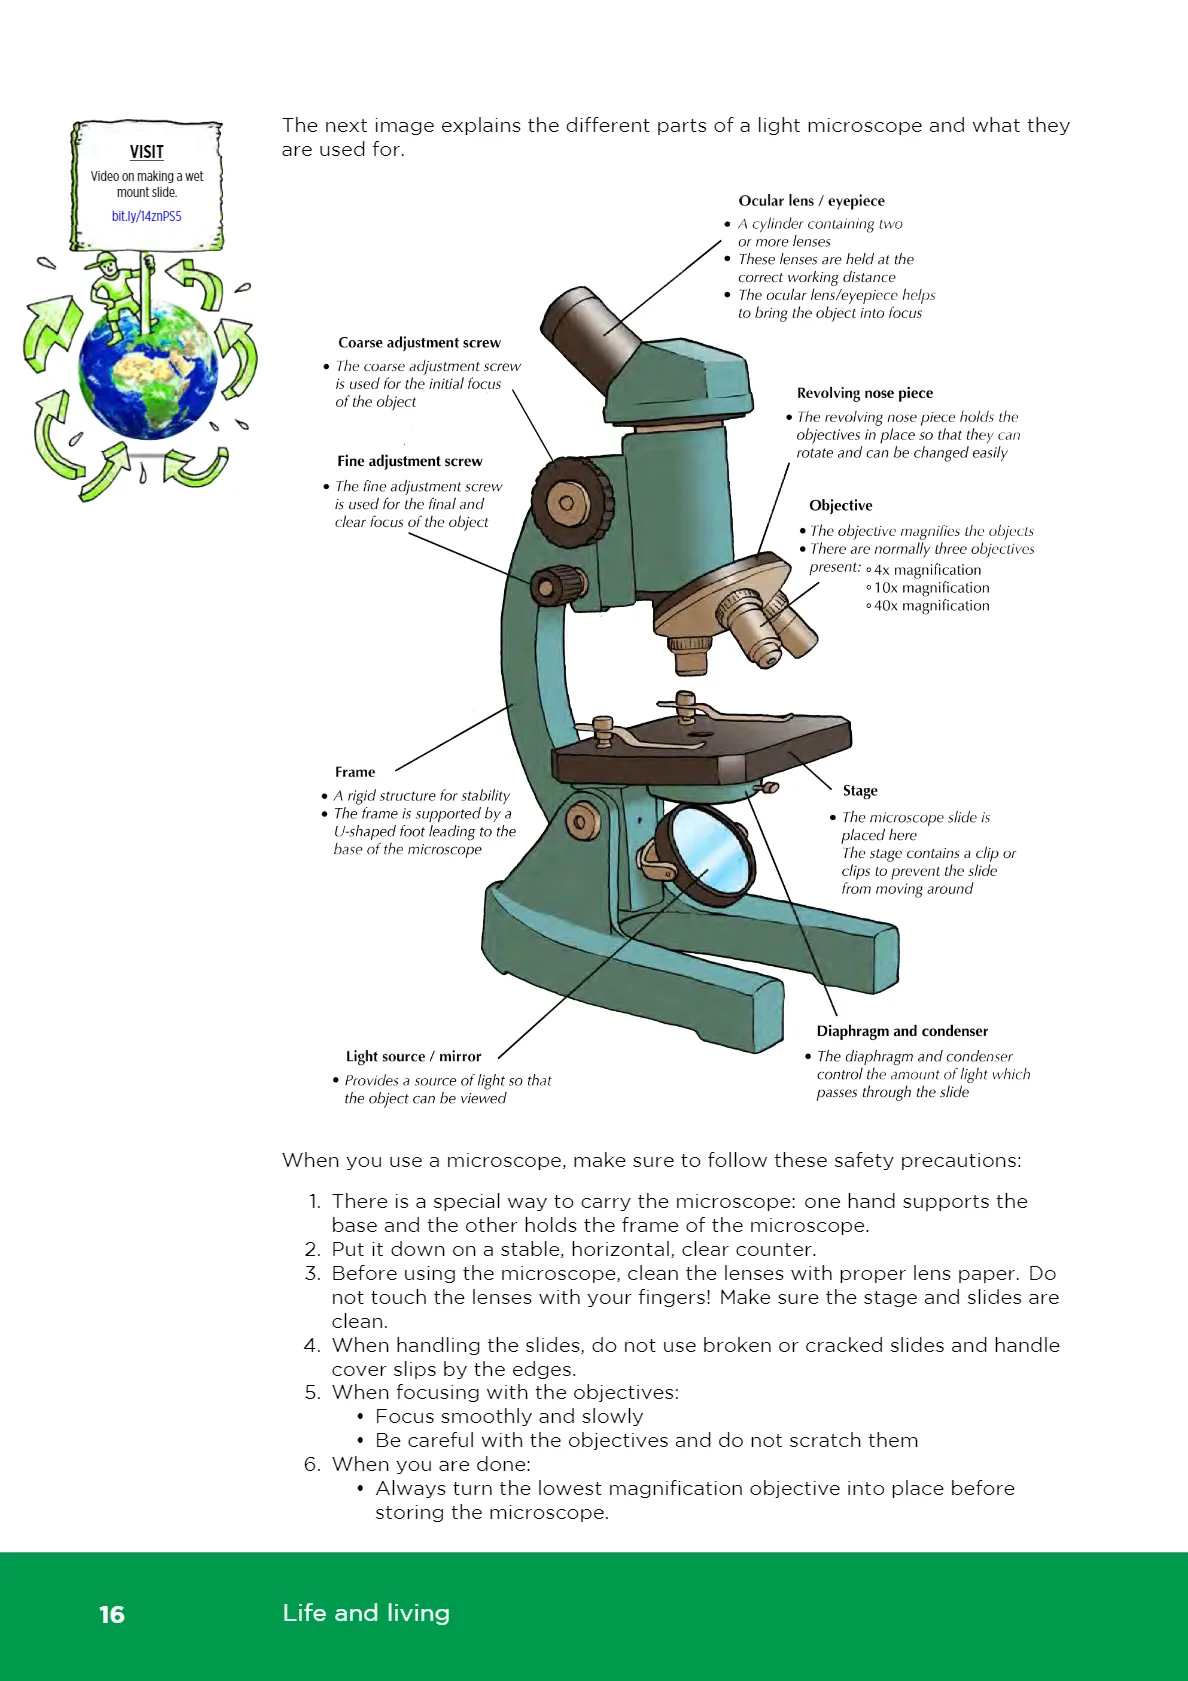 The next image explains the different parts of a light microscope and what they
are used for.
VISIT
Video on making a wet
mount slide.
bit.ly/14znPS5
Ocular lens / eyepiece
• A cylinder containing two
or more lenses
• These lenses are held at the
correct working distance
• The ocular lens/eyepiece helps
to bring the object into focus
Coarse adjustment screw
• The coarse adjustment screw
is used for the initial focus
of the object
Revolving nose piece
• The revolving nose piece holds the
objectives in place so that they can
rotate and can be changed easily
Fine adjustment screw
• The fine adjustment screw
is used for the final and
clear focus of the object
Objective
• The objective magnifies the objects
• There are normally three objectives
present: ∘ 4x magnification
∘ 10x magnification
∘ 40x magnification
Frame
• A rigid structure for stability
• The frame is supported by a
U-shaped foot leading to the
base of the microscope
Stage
• The microscope slide is
placed here
The stage contains a clip or
clips to prevent the slide
from moving around
Diaphragm and condenser
• The diaphragm and condenser
control the amount of light which
passes through the slide
Light source / mirror
• Provides a source of light so that
the object can be viewed
When you use a microscope, make sure to follow these safety precautions:
1. There is a special way to carry the microscope: one hand supports the
base and the other holds the frame of the microscope.
2. Put it down on a stable, horizontal, clear counter.
3. Before using the microscope, clean the lenses with proper lens paper. Do
not touch the lenses with your fingers! Make sure the stage and slides are
clean.
4. When handling the slides, do not use broken or cracked slides and handle
cover slips by the edges.
5. When focusing with the objectives:
• Focus smoothly and slowly
• Be careful with the objectives and do not scratch them
6. When you are done:
• Always turn the lowest magnification objective into place before
storing the microscope.
16
Life and living